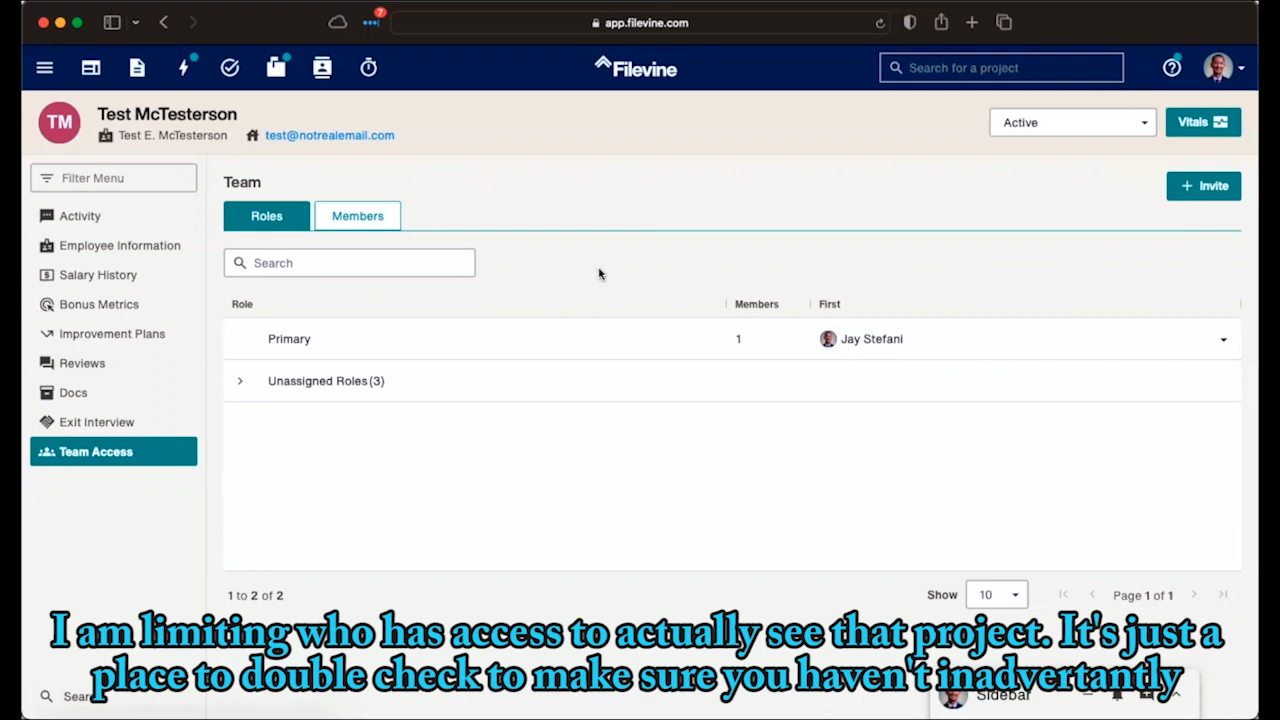 7
app.filevine.com
Filevine
Search for a project
TM
Test McTesterson
Test E. McTesterson
test@notrealemail.com
Active
Vitals
Filter Menu
Activity
Employee Information
Salary History
Bonus Metrics
Improvement Plans
Reviews
Docs
Exit Interview
Team Access
Team
+ Invite
Roles
Members
Search
Role
Members
First
Primary
1
Jay Stefani
Unassigned Roles (3)
1 to 2 of 2
Show
10
Page 1 of 1
I am limiting who has access to actually see that project. It's just a
place to double check to make sure you haven't inadvertantly
Sidebar